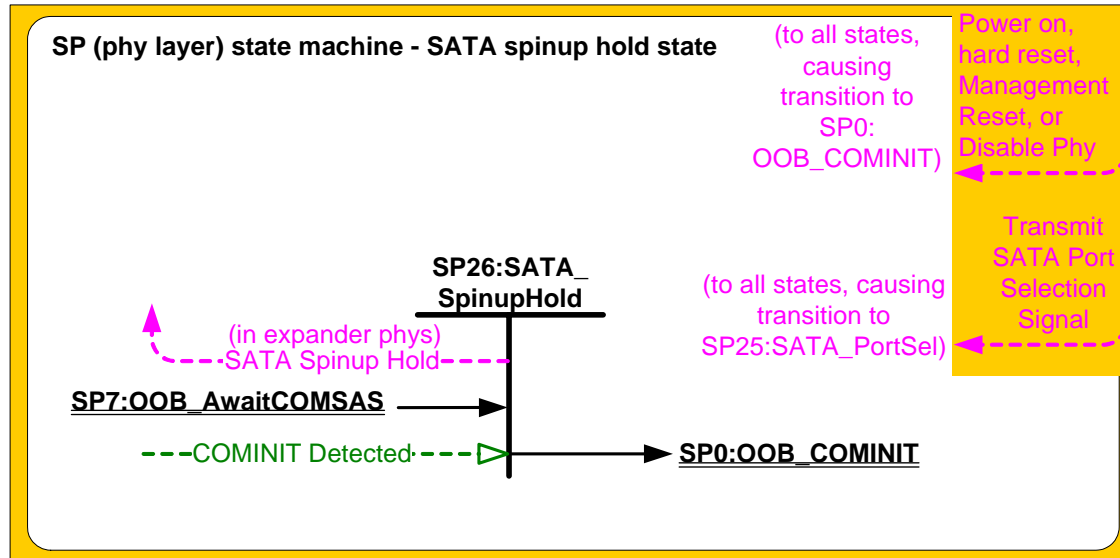 SP (phy layer) state machine - SATA spinup hold state
(to all states,
causing
transition to
SP0:
OOB_COMINIT)
Power on,
hard reset,
Management
Reset, or
Disable Phy
Transmit
SATA Port
Selection
Signal
(to all states, causing
transition to
SP25:SATA_PortSel)
SP26:SATA_
SpinupHold
(in expander phys)
SATA Spinup Hold
SP7:OOB_AwaitCOMSAS
COMINIT Detected
SP0:OOB_COMINIT